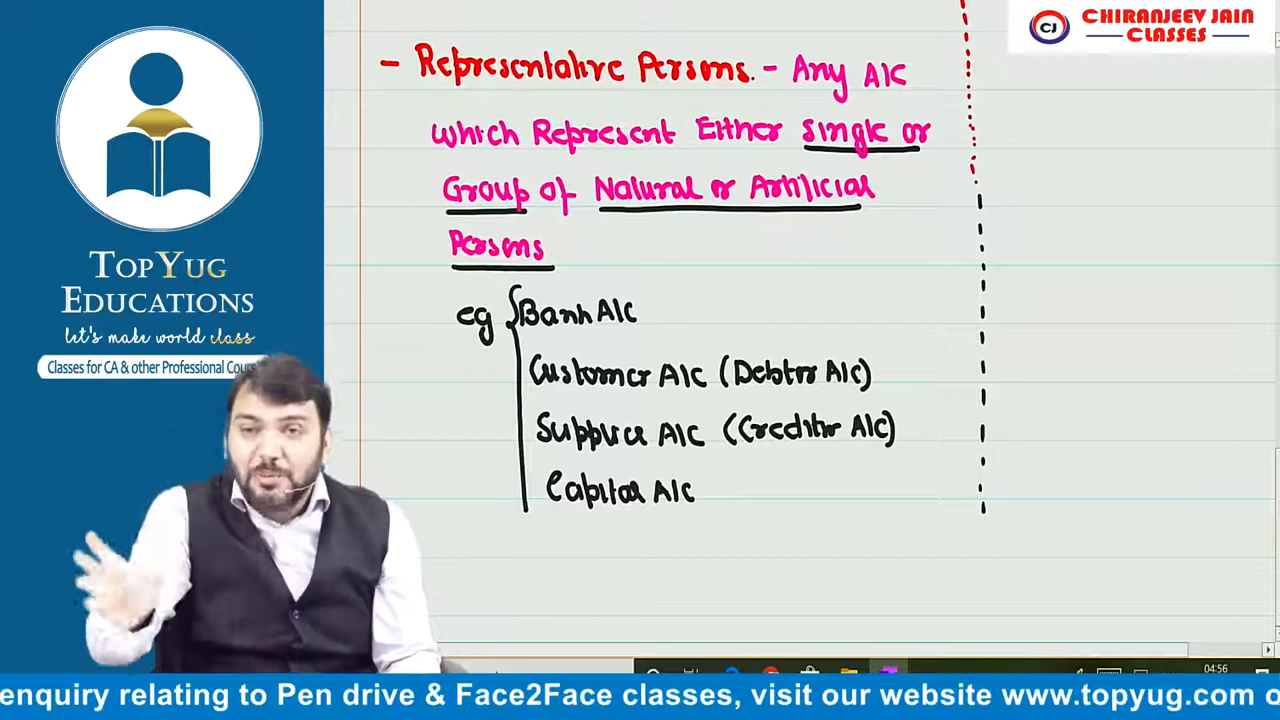 CHIRANJEEV JAIN
CJ
CLASSES
- Representative Persons. - Any A/c
which Represent Either Single or
Group of Natural or Artificial
Persons
eg { Bank A/c
Customer A/c (Debtor A/c)
Supplier A/c (Creditor A/c)
Capital A/c
TOPYUG
EDUCATIONS
let's make world class
Classes for CA & other Professional Cour
04:56
enquiry relating to Pen drive & Face2Face classes, visit our website www.topyug.com o